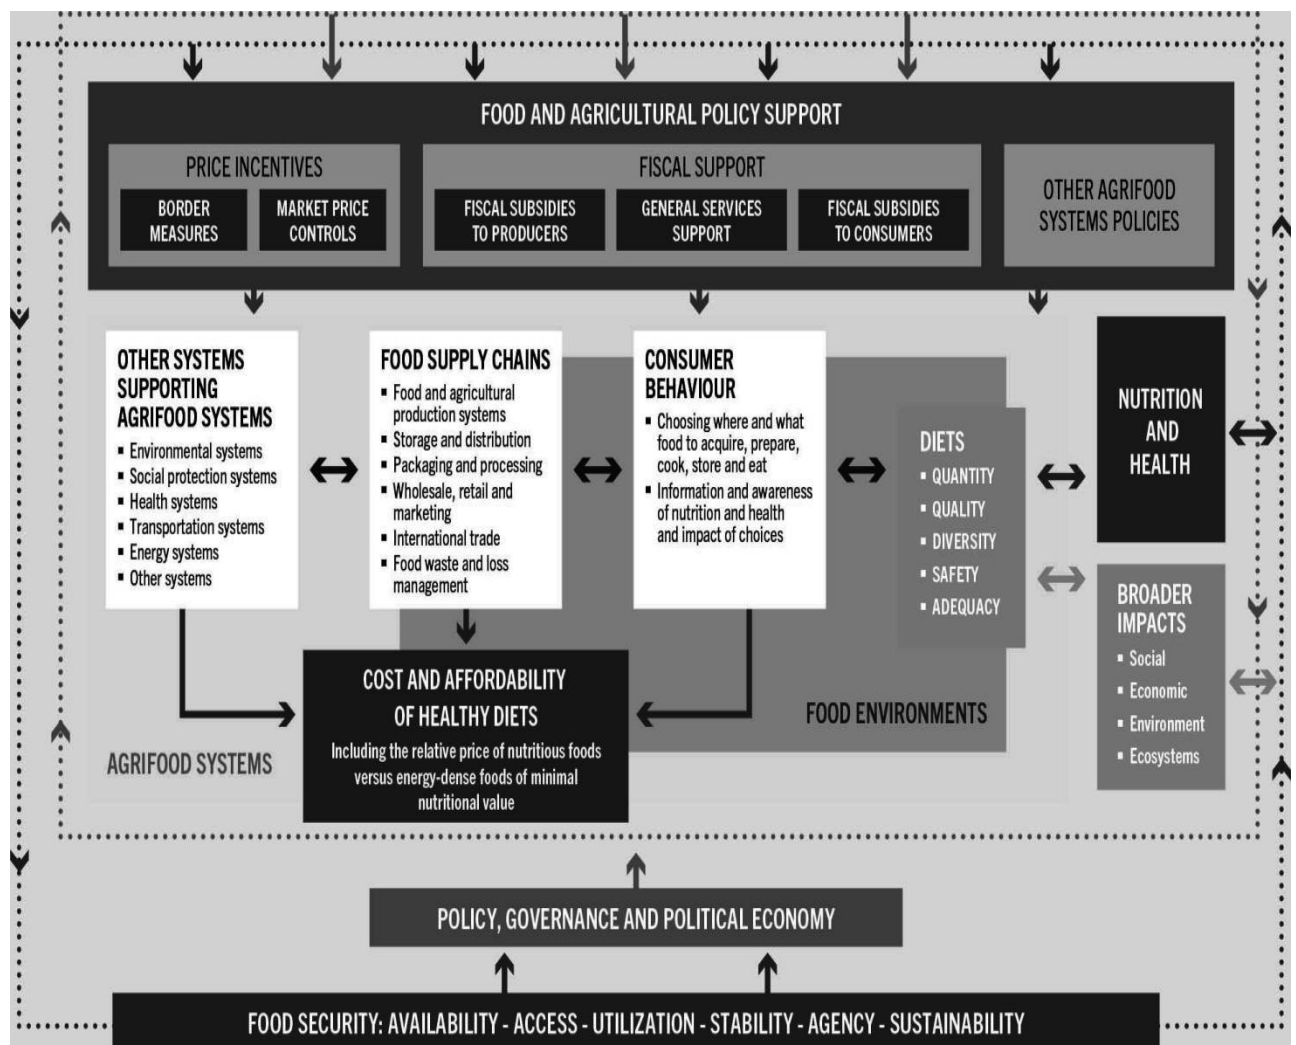 FOOD AND AGRICULTURAL POLICY SUPPORT
PRICE INCENTIVES
BORDER
MEASURES
MARKET PRICE
CONTROLS
FISCAL SUPPORT
FISCAL SUBSIDIES
TO PRODUCERS
GENERAL SERVICES
SUPPORT
FISCAL SUBSIDIES
TO CONSUMERS
OTHER AGRIFOOD
SYSTEMS POLICIES
OTHER SYSTEMS
SUPPORTING
AGRIFOOD SYSTEMS
▪ Environmental systems
▪ Social protection systems
▪ Health systems
▪ Transportation systems
▪ Energy systems
▪ Other systems
FOOD SUPPLY CHAINS
▪ Food and agricultural
production systems
▪ Storage and distribution
▪ Packaging and processing
▪ Wholesale, retail and
marketing
▪ International trade
▪ Food waste and loss
management
CONSUMER
BEHAVIOUR
▪ Choosing where and what
food to acquire, prepare,
cook, store and eat
▪ Information and awareness
of nutrition and health
and impact of choices
DIETS
▪ QUANTITY
▪ QUALITY
▪ DIVERSITY
▪ SAFETY
▪ ADEQUACY
NUTRITION
AND
HEALTH
BROADER
IMPACTS
▪ Social
▪ Economic
▪ Environment
▪ Ecosystems
COST AND AFFORDABILITY
OF HEALTHY DIETS
Including the relative price of nutritious foods
versus energy-dense foods of minimal
nutritional value
FOOD ENVIRONMENTS
AGRIFOOD SYSTEMS
POLICY, GOVERNANCE AND POLITICAL ECONOMY
FOOD SECURITY: AVAILABILITY - ACCESS - UTILIZATION - STABILITY - AGENCY - SUSTAINABILITY